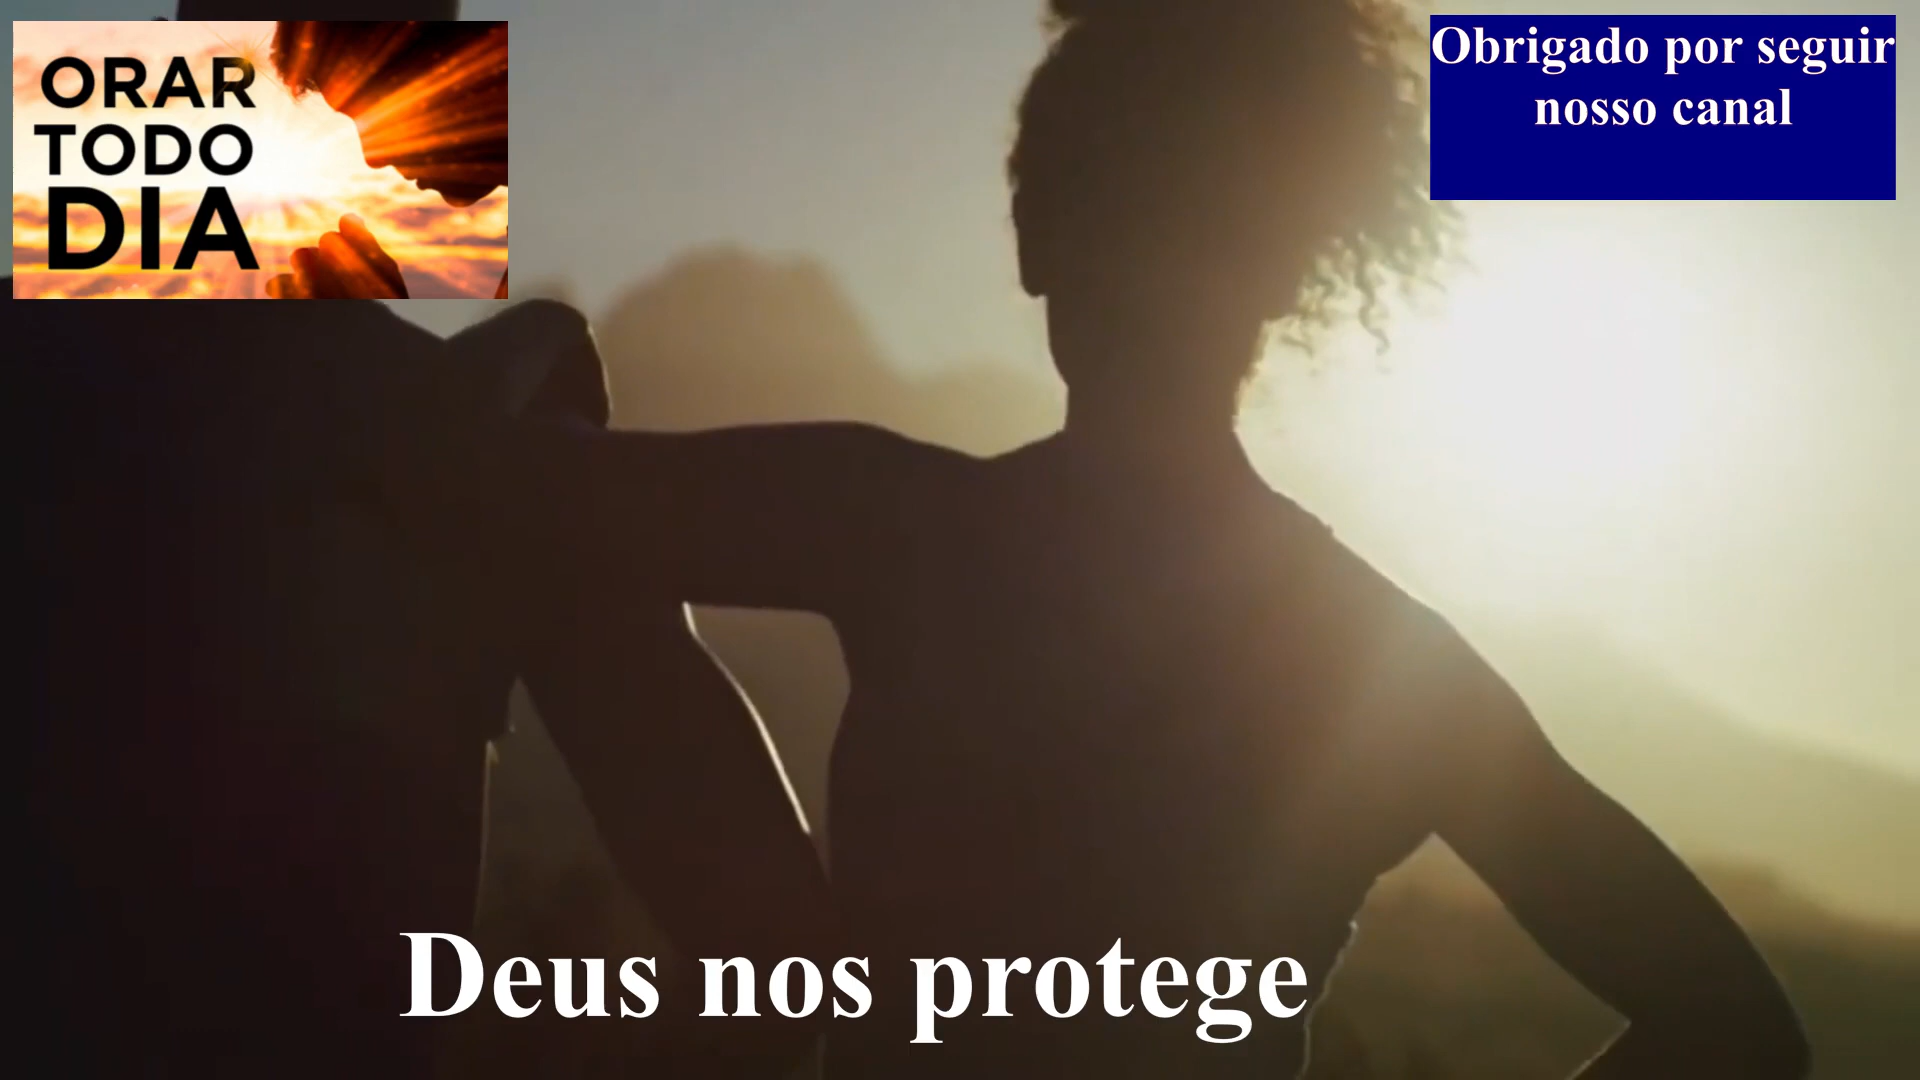 ORAR
TODO
DIA
Obrigado por seguir
nosso canal
Deus nos protege